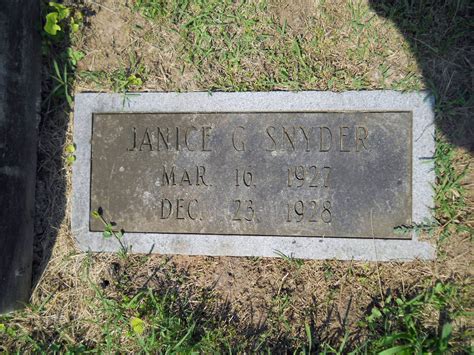 JANICE G SNYDER
MAR. 16. 1927
DEC. 23. 1928